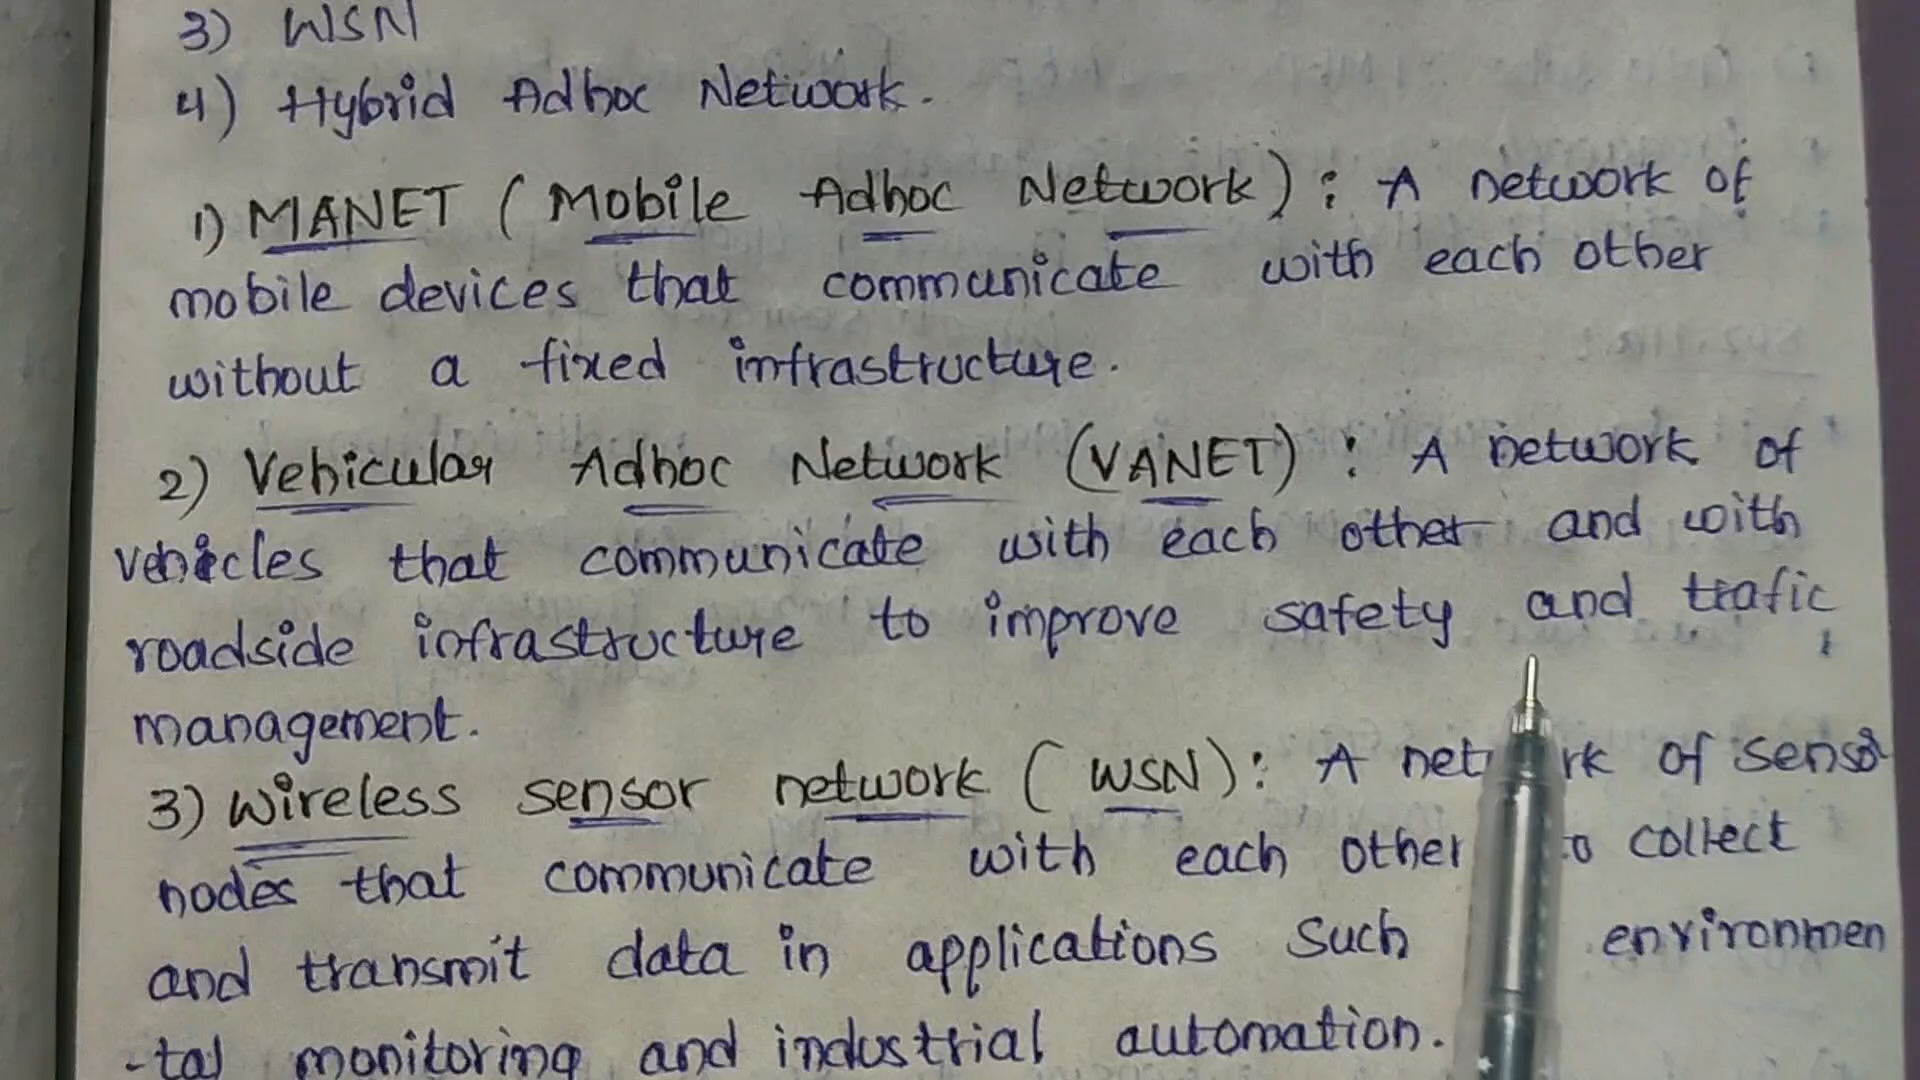 3) WSN
4) Hybrid Adhoc Network.
1) MANET ( Mobile Adhoc Network ) : A network of
mobile devices that communicate with each other
without a fixed infrastructure.
2) Vehicular Adhoc Network (VANET) : A network of
vehicles that communicate with each other and with
roadside infrastructure to improve safety and trafic
management.
3) Wireless sensor network ( WSN) : A of sensor
nodes that communicate with each other to collect
and transmit data in applications such environmen
-tal monitoring and industrial automation.